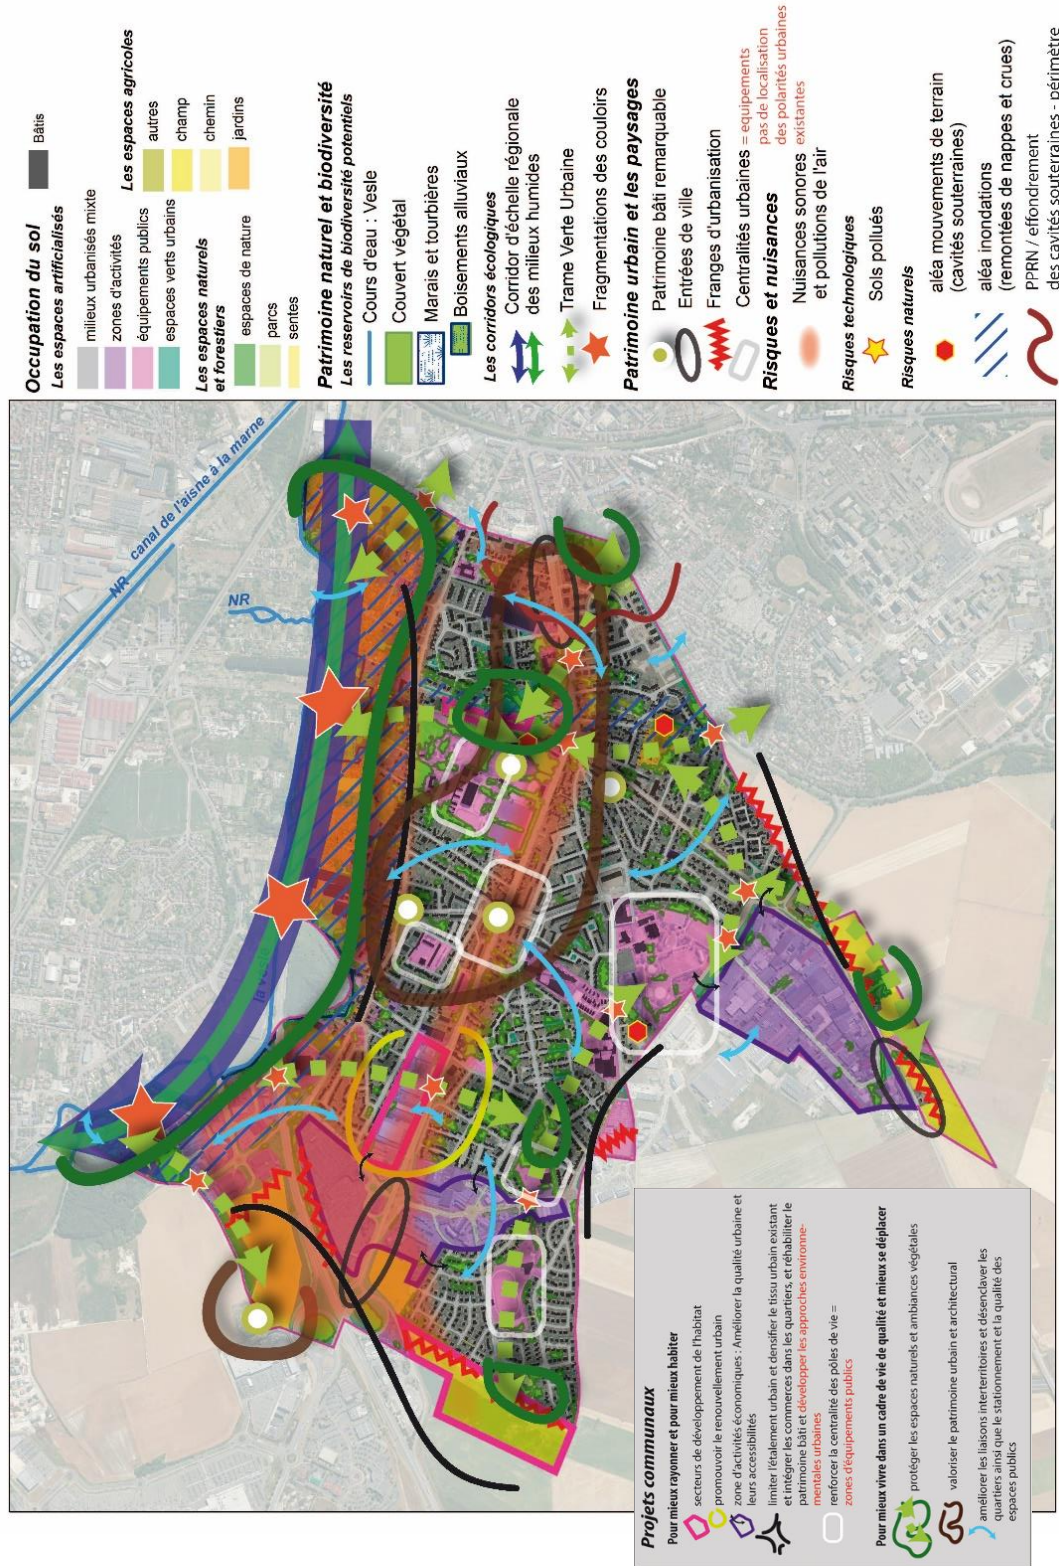 Occupation du sol
Les espaces artificialisés
Bâtis
milieux urbanisés mixte
zones d'activités
équipements publics
espaces verts urbains
Les espaces naturels
et forestiers
espaces de nature
parcs
sentes
Les espaces agricoles
autres
champ
chemin
jardins
Patrimoine naturel et biodiversité
Les reservoirs de biodiversité potentiels
Cours d'eau : Vesle
Couvert végétal
Marais et tourbières
Boisements alluviaux
Les corridors écologiques
Corridor d'échelle régionale
des milieux humides
Trame Verte Urbaine
Fragmentations des couloirs
Patrimoine urbain et les paysages
Patrimoine bâti remarquable
Entrées de ville
Franges d'urbanisation
Centralités urbaines = equipements
pas de localisation
des polarités urbaines
existantes
Risques et nuisances
Nuisances sonores
et pollutions de l'air
Risques technologiques
Sols pollués
Risques naturels
aléa mouvements de terrain
(cavités souterraines)
aléa inondations
(remontées de nappes et crues)
PPRN / effondrement
des cavités souterraines - périmètre
NR canal de l'aisne à la marne
NR
la vesle
Projets communaux
Pour mieux rayonner et pour mieux habiter
secteurs de développement de l'habitat
promouvoir le renouvellement urbain
zone d'activités économiques : Améliorer la qualité urbaine et
leurs accessibilités
limiter l'étalement urbain et densifier le tissu urbain existant
et intégrer les commerces dans les quartiers, et réhabiliter le
patrimoine bâti et développer les approches environne-
mentales urbaines
renforcer la centralité des pôles de vie =
zones d'équipements publics
Pour mieux vivre dans un cadre de vie de qualité et mieux se déplacer
protéger les espaces naturels et ambiances végétales
valoriser le patrimoine urbain et architectural
améliorer les liaisons interterritoires et désenclaver les
quartiers ainsi que le stationnement et la qualité des
espaces publics